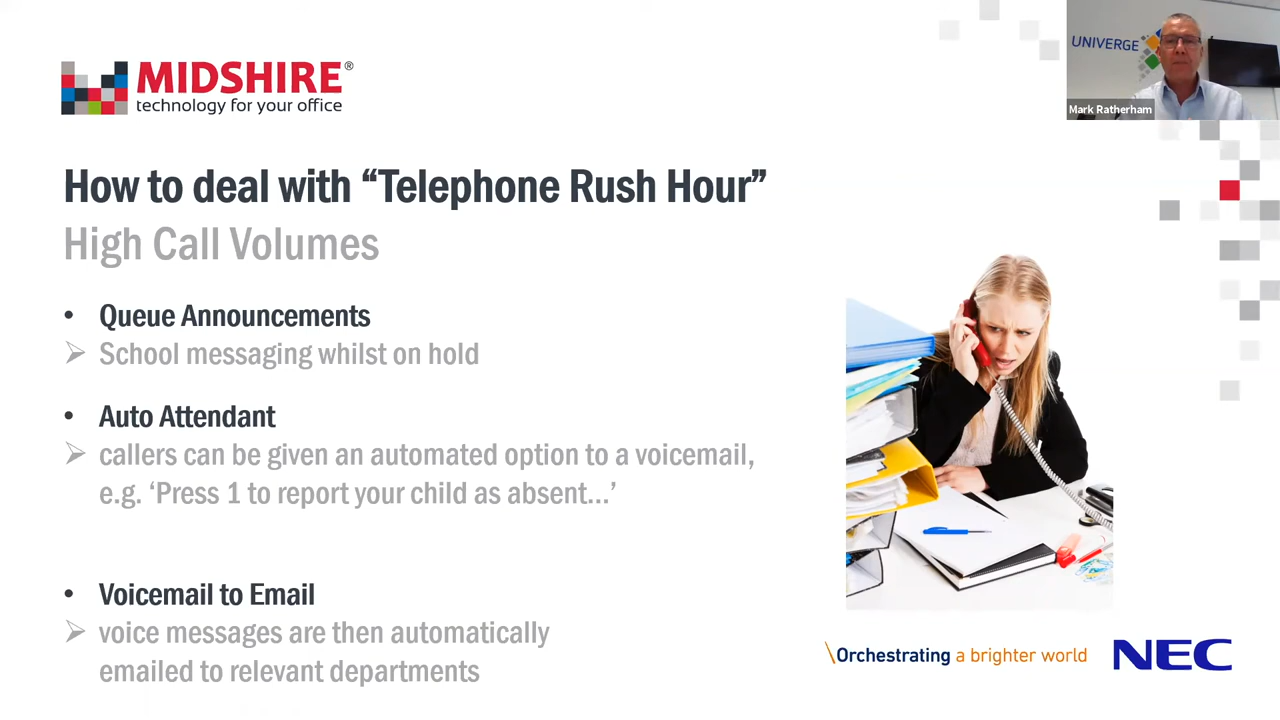 UNIVERGE
Mark Ratherham
MIDSHIRE®
technology for your office
How to deal with “Telephone Rush Hour”
High Call Volumes
• Queue Announcements
➢ School messaging whilst on hold
• Auto Attendant
➢ callers can be given an automated option to a voicemail,
e.g. ‘Press 1 to report your child as absent...’
• Voicemail to Email
➢ voice messages are then automatically
emailed to relevant departments
\Orchestrating a brighter world
NEC